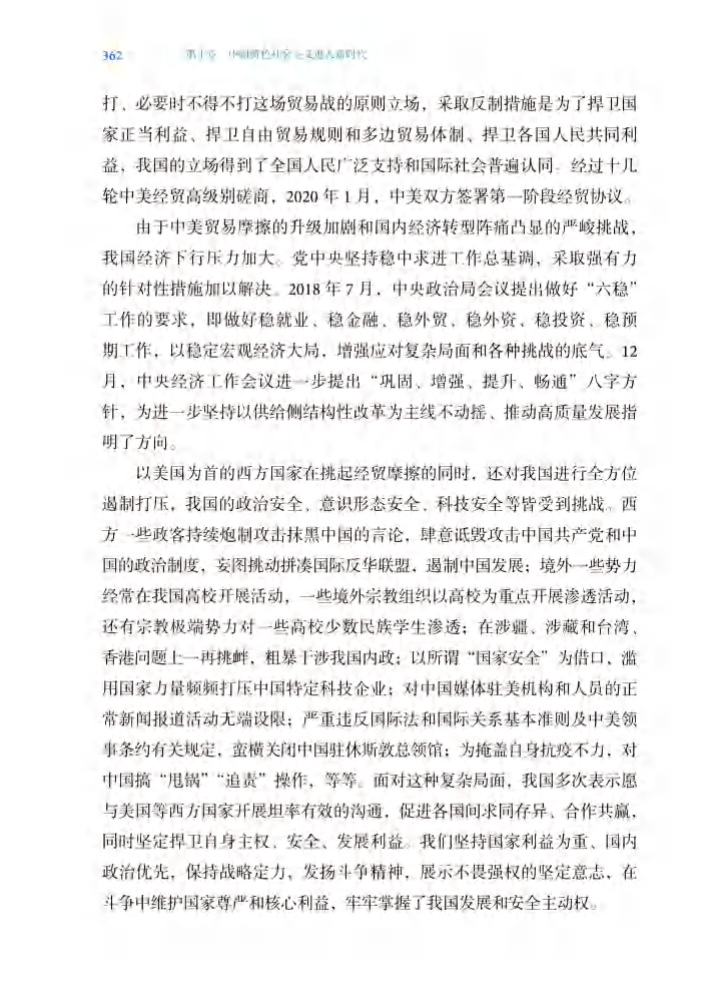 362 第十章 中国特色社会主义进入新时代
打、必要时不得不打这场贸易战的原则立场，采取反制措施是为了捍卫国
家正当利益、捍卫自由贸易规则和多边贸易体制、捍卫各国人民共同利
益，我国的立场得到了全国人民广泛支持和国际社会普遍认同。经过十几
轮中美经贸高级别磋商，2020 年 1 月，中美双方签署第一阶段经贸协议。
由于中美贸易摩擦的升级加剧和国内经济转型阵痛凸显的严峻挑战，
我国经济下行压力加大。党中央坚持稳中求进工作总基调，采取强有力
的针对性措施加以解决。2018 年 7 月，中央政治局会议提出做好“六稳”
工作的要求，即做好稳就业、稳金融、稳外贸、稳外资、稳投资、稳预
期工作，以稳定宏观经济大局，增强应对复杂局面和各种挑战的底气。12
月，中央经济工作会议进一步提出“巩固、增强、提升、畅通”八字方
针，为进一步坚持以供给侧结构性改革为主线不动摇、推动高质量发展指
明了方向。
以美国为首的西方国家在挑起经贸摩擦的同时，还对我国进行全方位
遏制打压，我国的政治安全、意识形态安全、科技安全等皆受到挑战。西
方一些政客持续炮制攻击抹黑中国的言论，肆意诋毁攻击中国共产党和中
国的政治制度，妄图挑动拼凑国际反华联盟，遏制中国发展；境外一些势力
经常在我国高校开展活动，一些境外宗教组织以高校为重点开展渗透活动，
还有宗教极端势力对一些高校少数民族学生渗透；在涉疆、涉藏和台湾、
香港问题上一再挑衅，粗暴干涉我国内政；以所谓“国家安全”为借口，滥
用国家力量频频打压中国特定科技企业；对中国媒体驻美机构和人员的正
常新闻报道活动无端设限；严重违反国际法和国际关系基本准则及中美领
事条约有关规定，蛮横关闭中国驻休斯敦总领馆；为掩盖自身抗疫不力，对
中国搞“甩锅”“追责”操作，等等。面对这种复杂局面，我国多次表示愿
与美国等西方国家开展坦率有效的沟通，促进各国间求同存异、合作共赢，
同时坚定捍卫自身主权、安全、发展利益。我们坚持国家利益为重、国内
政治优先，保持战略定力，发扬斗争精神，展示不畏强权的坚定意志，在
斗争中维护国家尊严和核心利益，牢牢掌握了我国发展和安全主动权。